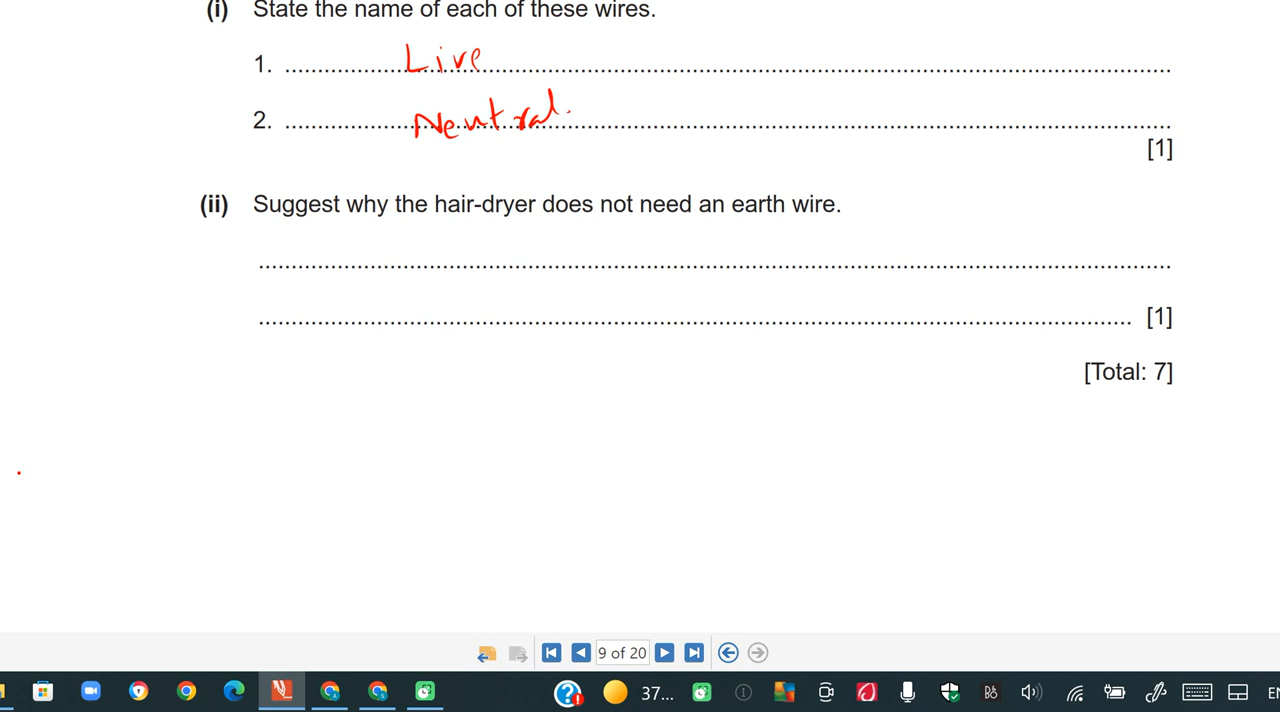 (i) State the name of each of these wires.
1. .......... Live ..........
2. .......... Neutral. ..........
[1]
(ii) Suggest why the hair-dryer does not need an earth wire.
..........
.......... [1]
[Total: 7]
9 of 20
37...
EN